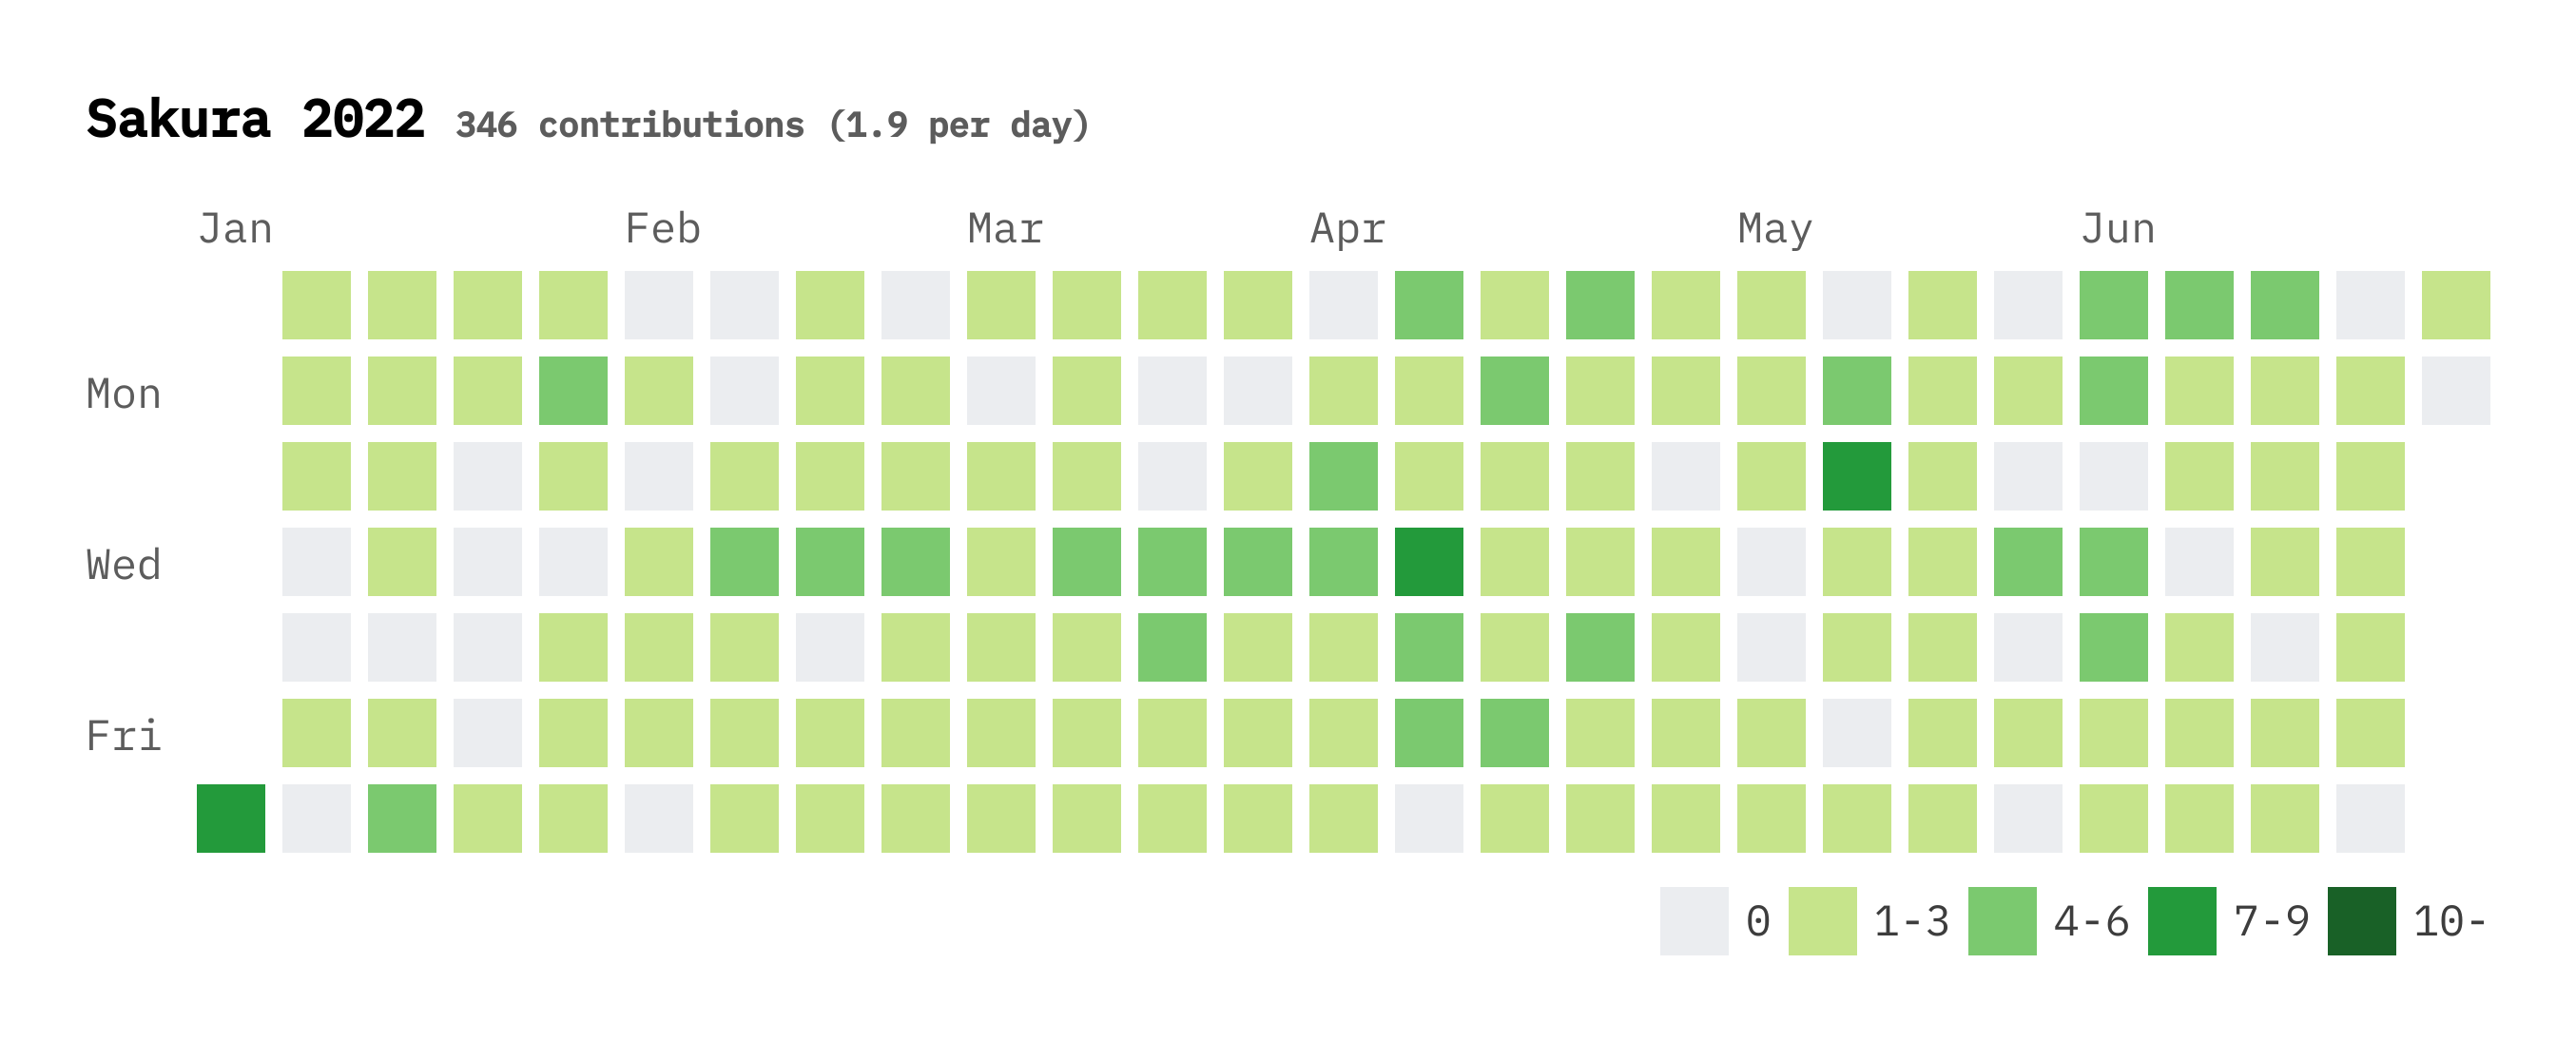 Sakura 2022 346 contributions (1.9 per day)
Jan Feb Mar Apr May Jun
Mon
Wed
Fri
0 1-3 4-6 7-9 10-